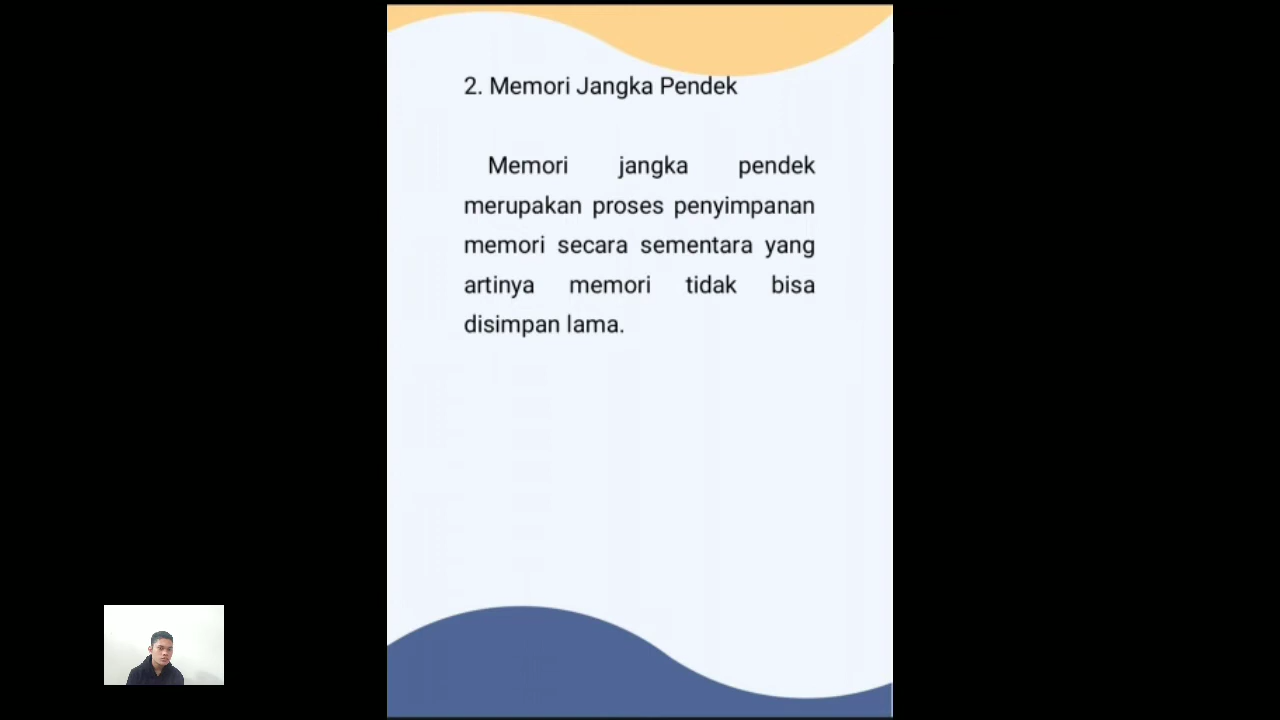 2. Memori Jangka Pendek
Memori jangka pendek
merupakan proses penyimpanan
memori secara sementara yang
artinya memori tidak bisa
disimpan lama.